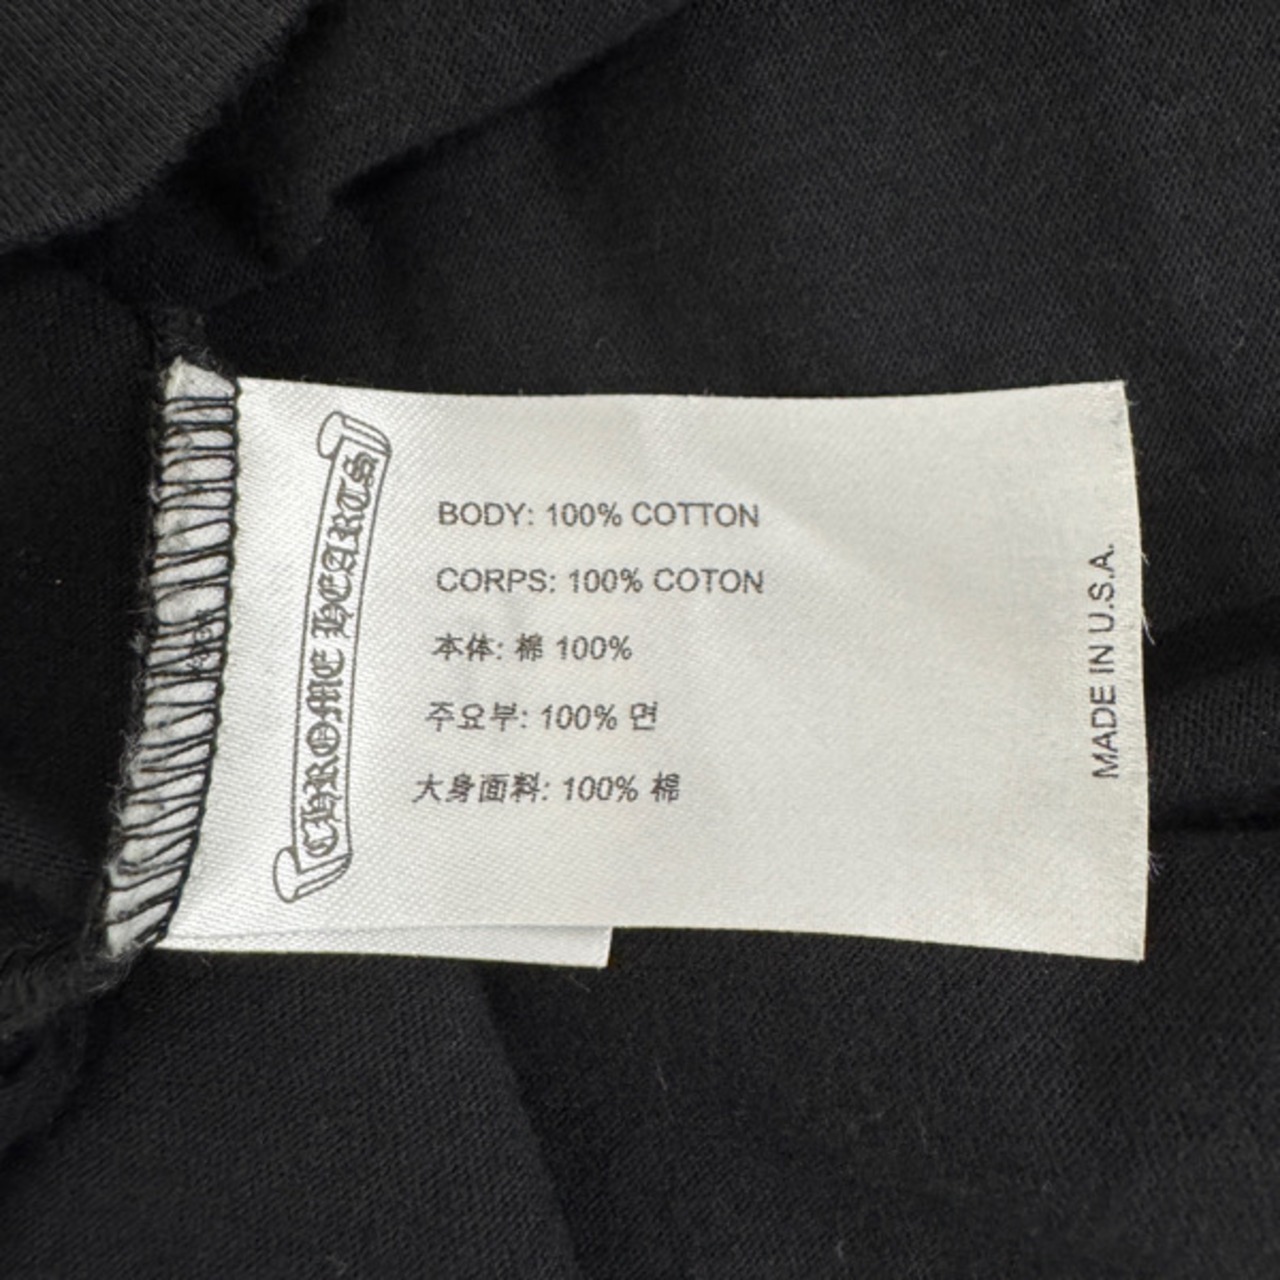 CHROME HEARTS
BODY: 100% COTTON
CORPS: 100% COTON
本体: 棉 100%
주요부: 100% 면
大身面料: 100% 棉
MADE IN U.S.A.